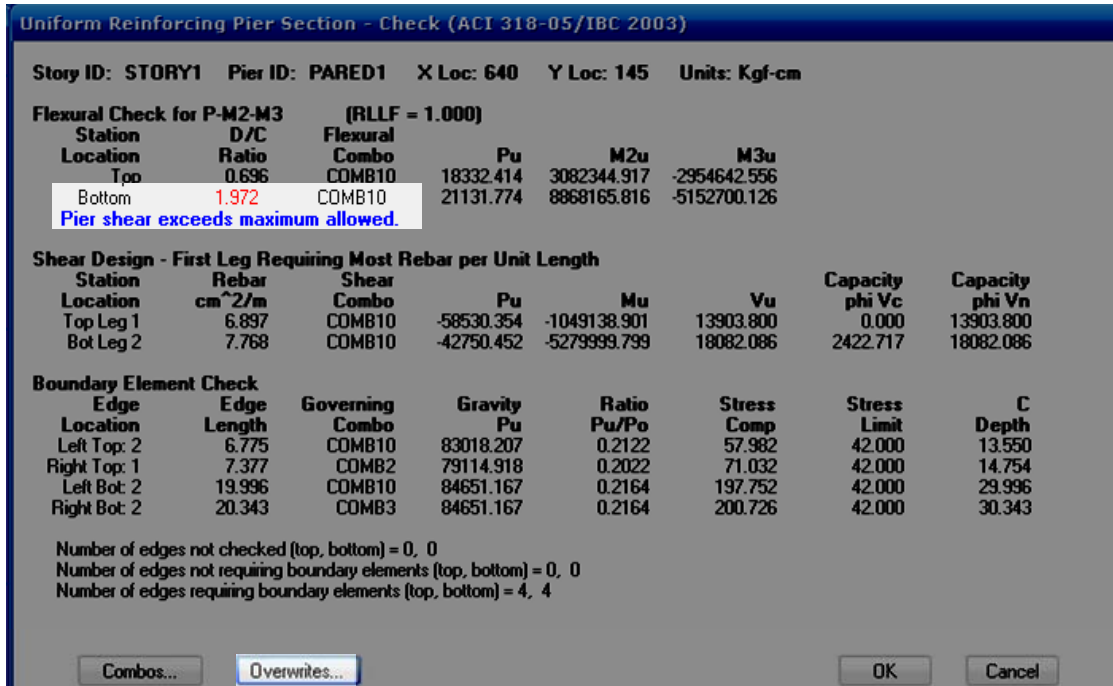 Uniform Reinforcing Pier Section - Check (ACI 318-05/IBC 2003)
Story ID: STORY1 Pier ID: PARED1 X Loc: 640 Y Loc: 145 Units: Kgf-cm
Flexural Check for P-M2-M3 (RLLF = 1.000)
Station D/C Flexural
Location Ratio Combo Pu M2u M3u
Top 0.696 COMB10 18332.414 3082344.917 -2954642.556
Bottom 1.972 COMB10 21131.774 8868165.816 -5152700.126
Pier shear exceeds maximum allowed.
Shear Design - First Leg Requiring Most Rebar per Unit Length
Station Rebar Shear Capacity Capacity
Location cm^2/m Combo Pu Mu Vu phi Vc phi Vn
Top Leg 1 6.897 COMB10 -58530.354 -1049138.901 13903.800 0.000 13903.800
Bot Leg 2 7.768 COMB10 -42750.452 -5279999.799 18082.086 2422.717 18082.086
Boundary Element Check
Edge Edge Governing Gravity Ratio Stress Stress C
Location Length Combo Pu Pu/Po Comp Limit Depth
Left Top: 2 6.775 COMB10 83018.207 0.2122 57.982 42.000 13.550
Right Top: 1 7.377 COMB2 79114.918 0.2022 71.032 42.000 14.754
Left Bot: 2 19.996 COMB10 84651.167 0.2164 197.752 42.000 29.996
Right Bot: 2 20.343 COMB3 84651.167 0.2164 200.726 42.000 30.343
Number of edges not checked (top, bottom) = 0, 0
Number of edges not requiring boundary elements (top, bottom) = 0, 0
Number of edges requiring boundary elements (top, bottom) = 4, 4
Combos... Overwrites... OK Cancel